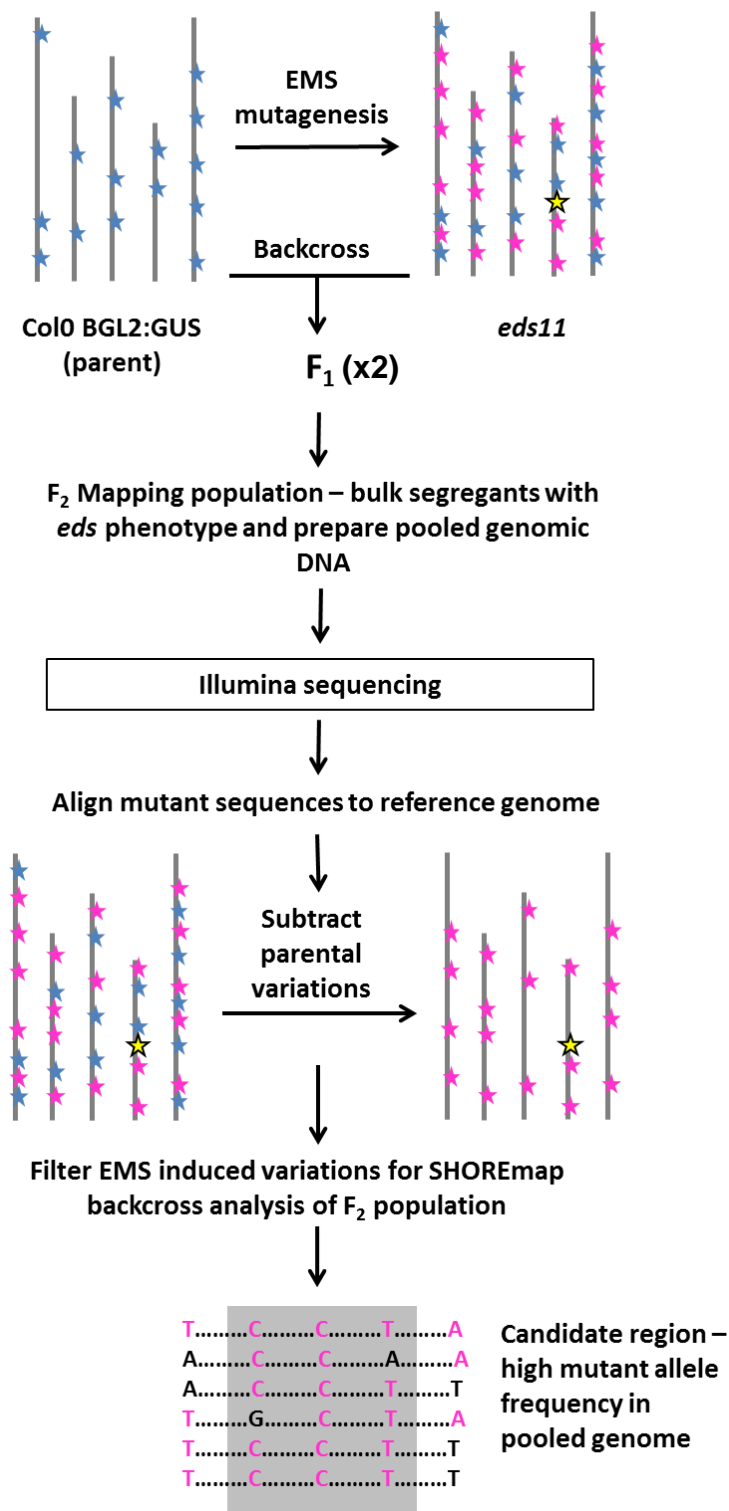 EMS
mutagenesis
Backcross
Col0 BGL2:GUS
(parent)
eds11
F₁ (x2)
F₂ Mapping population – bulk segregants with
eds phenotype and prepare pooled genomic
DNA
Illumina sequencing
Align mutant sequences to reference genome
Subtract
parental
variations
Filter EMS induced variations for SHOREmap
backcross analysis of F₂ population
T.........C.........C.........T.........A
A.........C.........C.........A.........A
A.........C.........C.........T.........T
T.........G.........C.........T.........A
T.........C.........C.........T.........T
T.........C.........C.........T.........T
Candidate region –
high mutant allele
frequency in
pooled genome